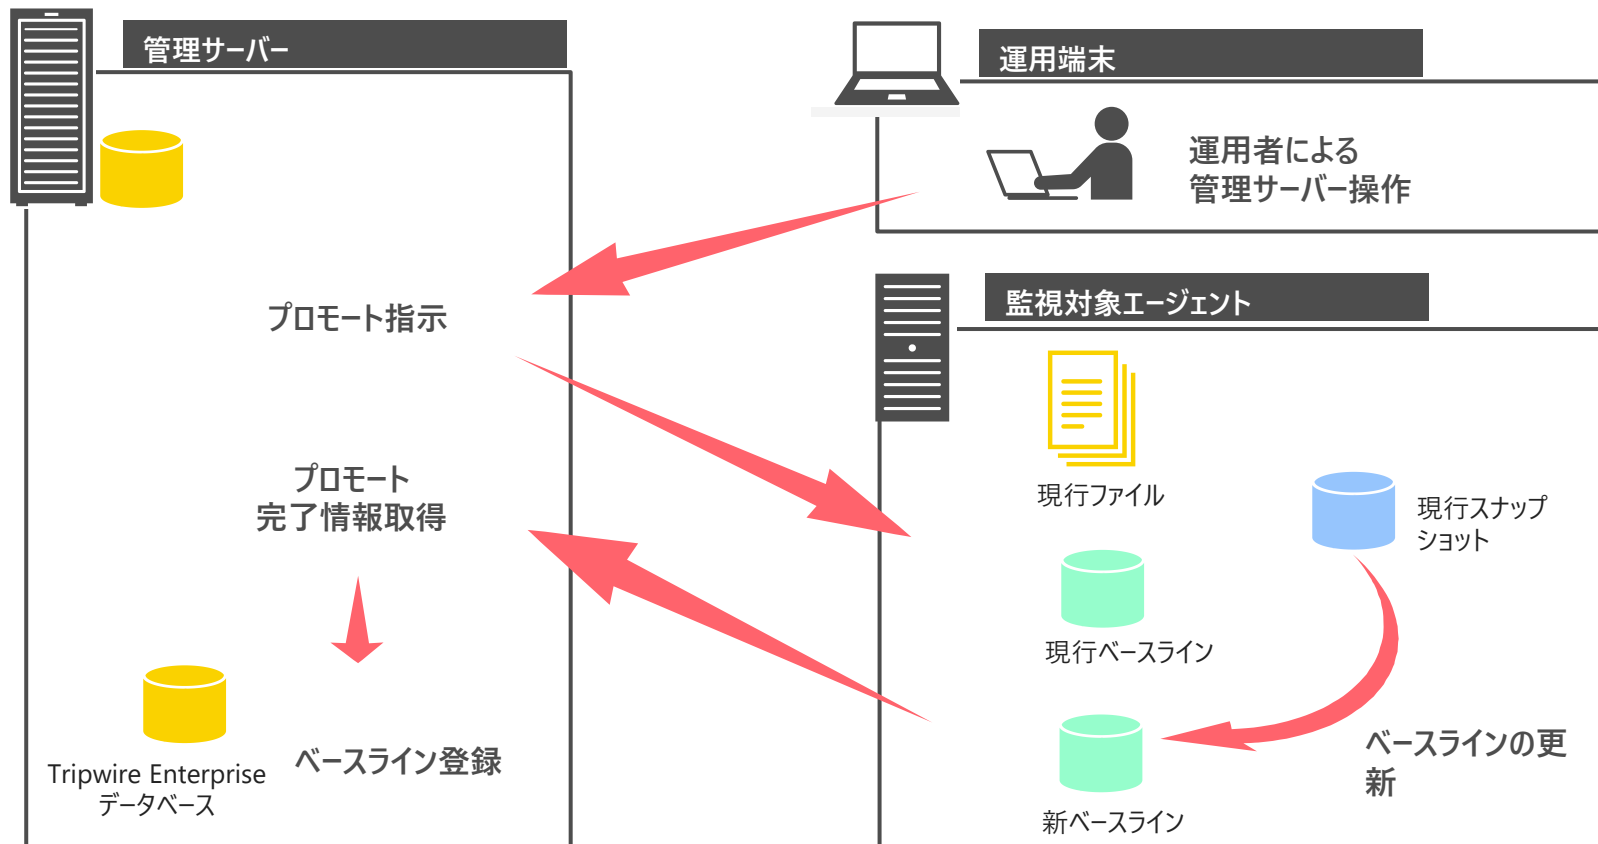 管理サーバー
運用端末
運用者による
管理サーバー操作
プロモート指示
監視対象エージェント
現行ファイル
現行スナップ
ショット
プロモート
完了情報取得
現行ベースライン
ベースラインの更
新
新ベースライン
ベースライン登録
Tripwire Enterprise
データベース